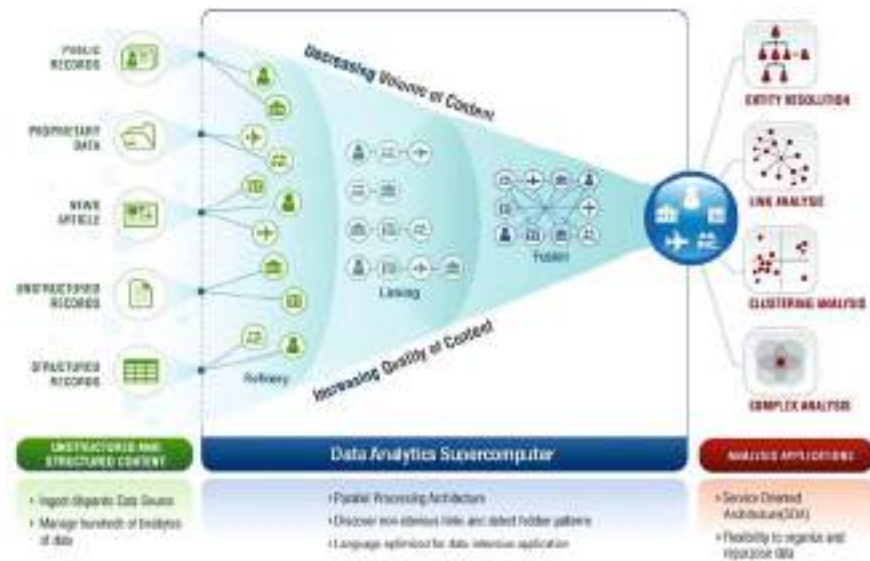 PUBLIC
RECORDS
PROPRIETARY
DATA
NEWS
ARTICLE
UNSTRUCTURED
RECORDS
STRUCTURED
RECORDS
Decreasing Volume of Content
Increasing Quality of Content
Refinery
Linking
Fusion
ENTITY RESOLUTION
LINK ANALYSIS
CLUSTERING ANALYSIS
COMPLEX ANALYSIS
UNSTRUCTURED AND
STRUCTURED CONTENT
• Ingest disparate Data Source
• Manage hundreds of terabytes
of data
Data Analytics Supercomputer
• Parallel Processing Architecture
• Discover non-obvious links and detect hidden patterns
• Language optimized for data-intensive application
ANALYSIS APPLICATIONS
• Service Oriented
Architecture(SOA)
• Flexibility to organize and
repurpose data